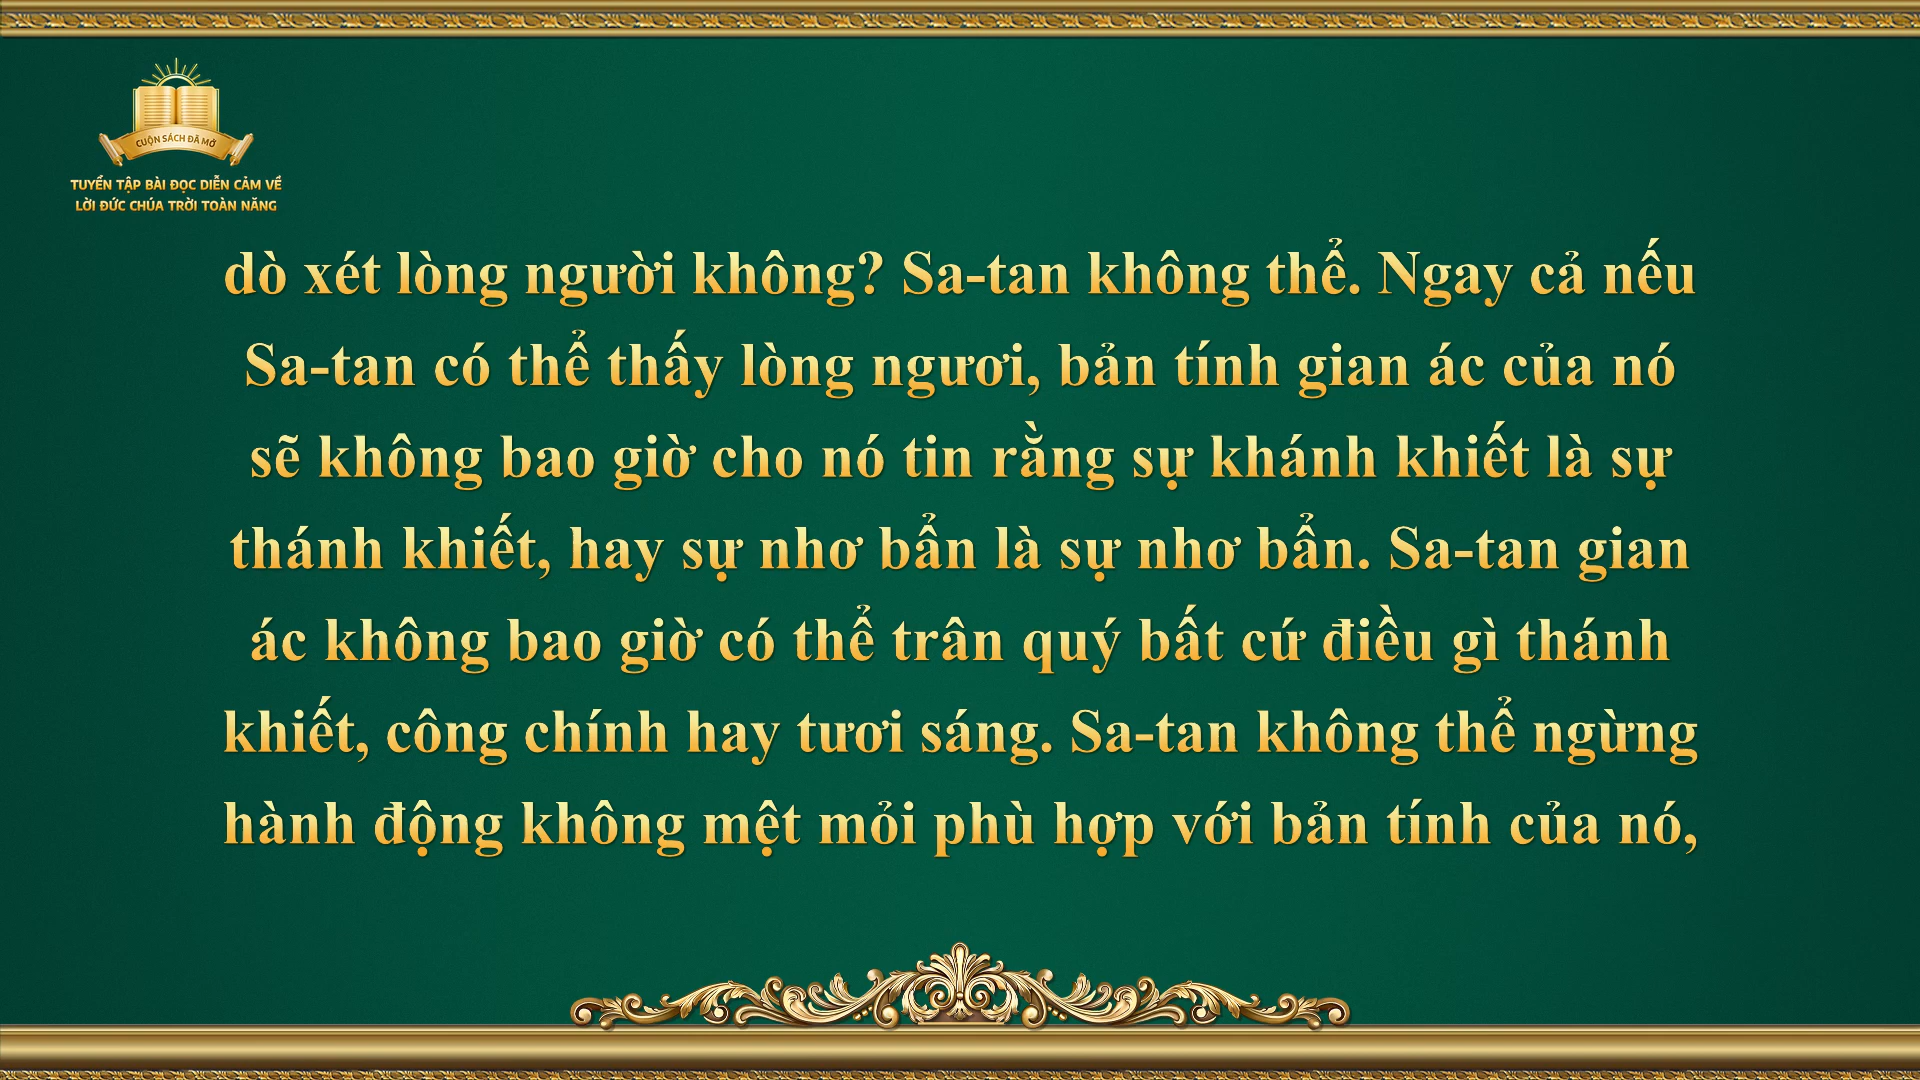 CUỘN SÁCH ĐÃ MỞ
TUYỂN TẬP BÀI ĐỌC DIỄN CẢM VỀ
LỜI ĐỨC CHÚA TRỜI TOÀN NĂNG
dò xét lòng người không? Sa-tan không thể. Ngay cả nếu
Sa-tan có thể thấy lòng ngươi, bản tính gian ác của nó
sẽ không bao giờ cho nó tin rằng sự khánh khiết là sự
thánh khiết, hay sự nhơ bẩn là sự nhơ bẩn. Sa-tan gian
ác không bao giờ có thể trân quý bất cứ điều gì thánh
khiết, công chính hay tươi sáng. Sa-tan không thể ngừng
hành động không mệt mỏi phù hợp với bản tính của nó,